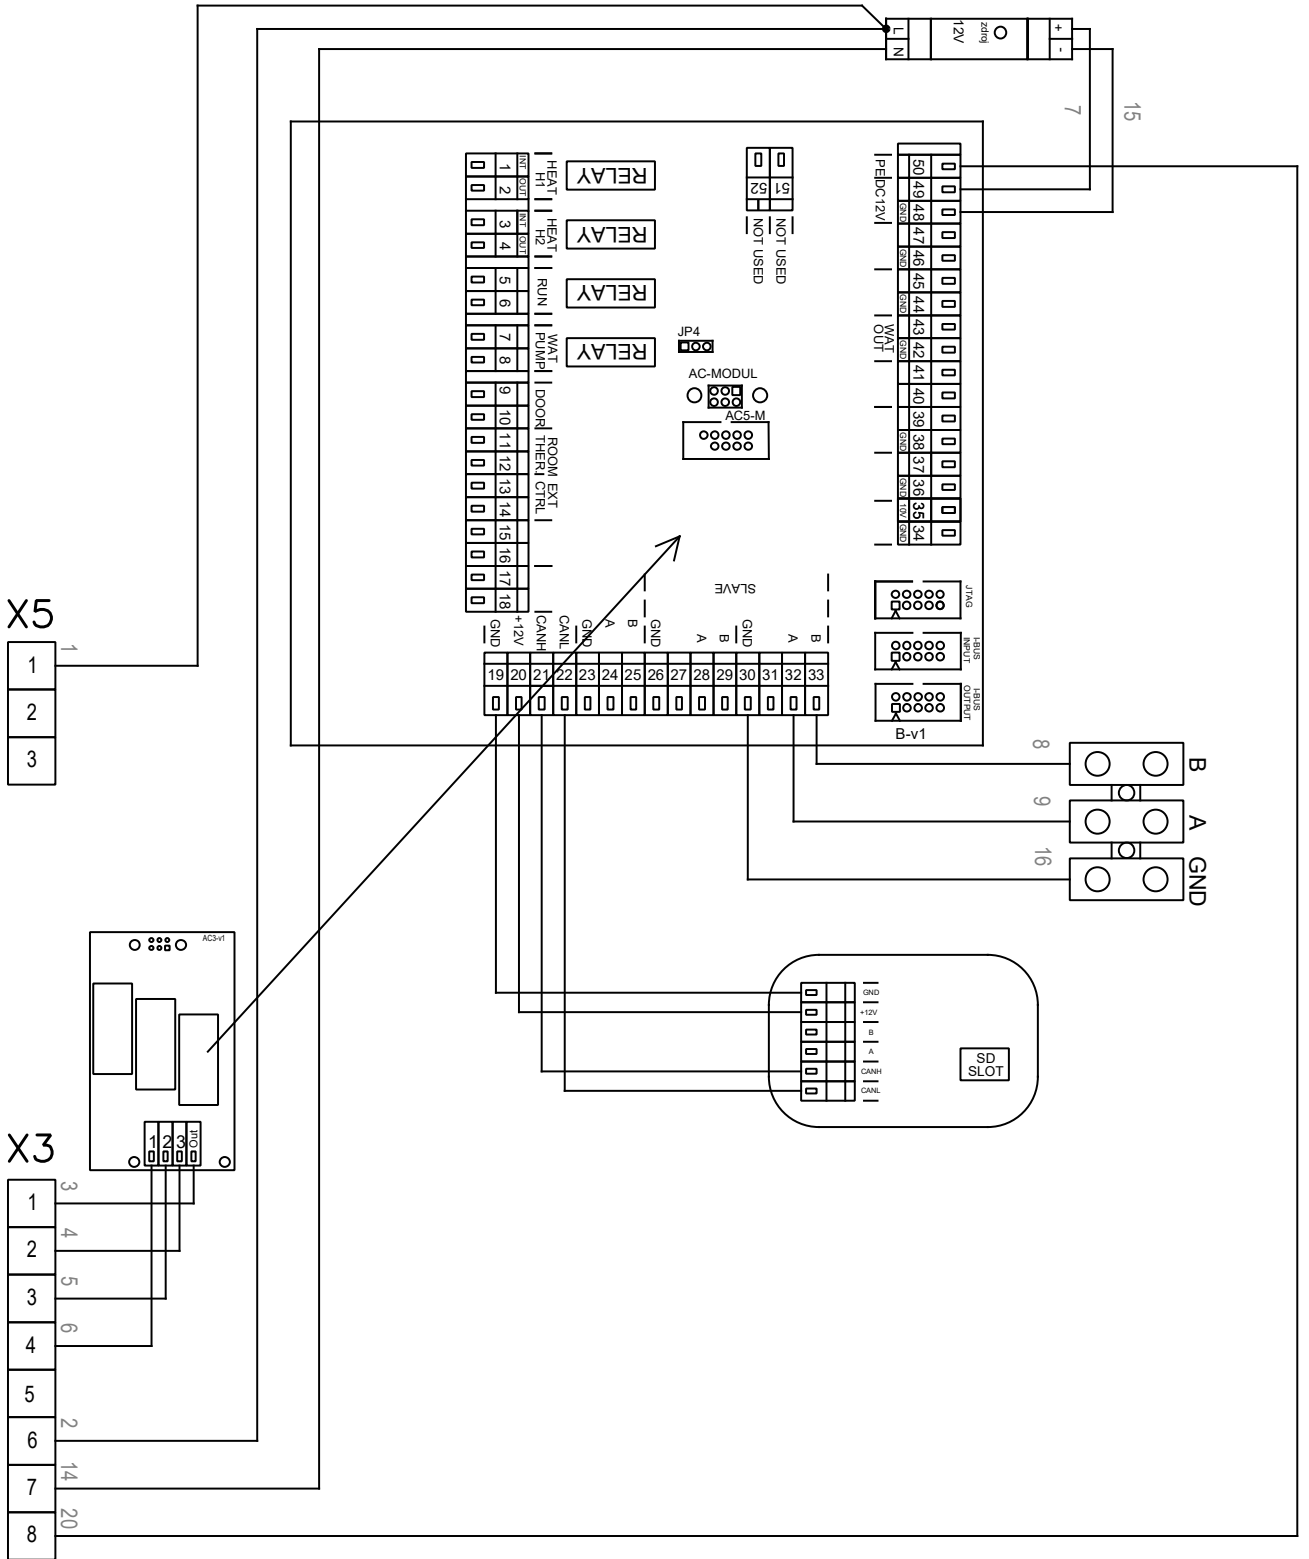 L
N
12V
zdroj
+
-
7
15
1 INT
2 OUT
HEAT
H1
RELAY
3 INT
4 OUT
HEAT
H2
RELAY
5
6
RUN
RELAY
7
8
WAT
PUMP
RELAY
9
10
DOOR
11
12
ROOM
THER.
13
14
EXT
CTRL
15
16
17
18
52
51
NOT USED
NOT USED
JP4
AC-MODUL
AC5-M
PE
DC12V
50
49
48 GND
47
46 GND
45
44 GND
43
42 GND
WAT
OUT
41
40
39
38 GND
37
36 GND
35 10V
34 GND
SLAVE
GND
+12V
CANH
CANL
GND
A
B
GND
A
B
GND
A
B
19 20 21 22 23 24 25 26 27 28 29 30 31 32 33
JTAG
I-BUS
INPUT
I-BUS
OUTPUT
B-v1
X5
1
1
2
3
8
B
9
A
16
GND
AC3-v1
1 2 3 Out
GND
+12V
B
A
CANH
CANL
SD
SLOT
X3
1
3
2
4
3
5
4
6
5
6
2
7
14
8
20